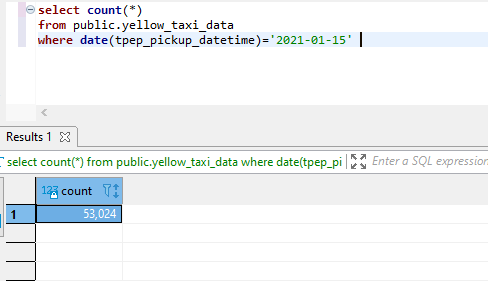 select count(*)
from public.yellow_taxi_data
where date(tpep_pickup_datetime)='2021-01-15'
Results 1
select count(*) from public.yellow_taxi_data where date(tpep_pi
Enter a SQL expression
123 count
1 53,024